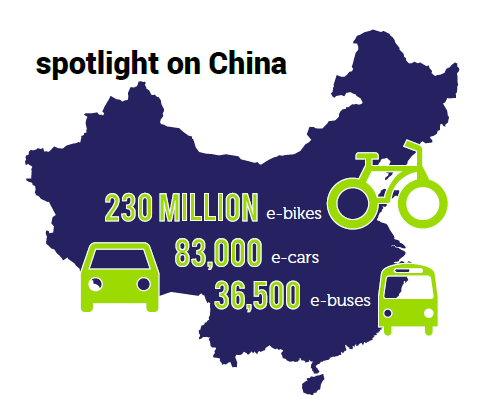 spotlight on China
230 MILLION e-bikes
83,000 e-cars
36,500 e-buses